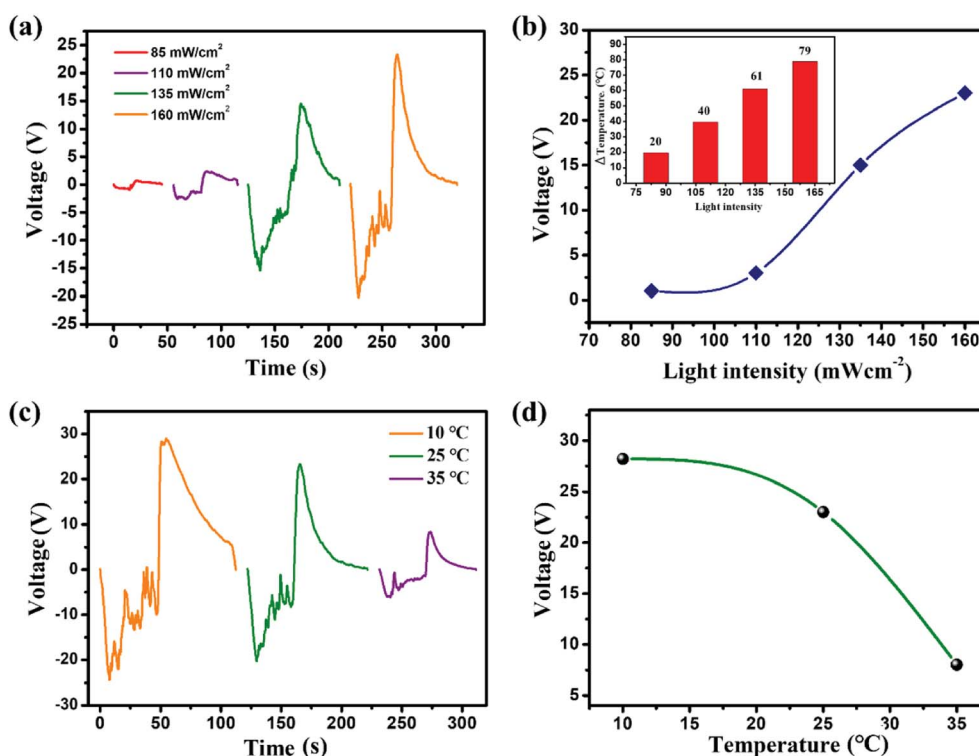 (a)
85 mW/cm²
110 mW/cm²
135 mW/cm²
160 mW/cm²
25
20
15
10
5
0
-5
-10
-15
-20
-25
Voltage (V)
0 50 100 150 200 250 300
Time (s)
(b)
30
25
20
15
10
5
0
Voltage (V)
90
80
70
60
50
40
30
20
10
0
Δ Temperature. (°C)
20
40
61
79
75 90 105 120 135 150 165
Light intensity
70 80 90 100 110 120 130 140 150 160
Light intensity (mWcm⁻²)
(c)
10 °C
25 °C
35 °C
30
20
10
0
-10
-20
-30
Voltage (V)
0 50 100 150 200 250 300
Time (s)
(d)
35
30
25
20
15
10
5
Voltage (V)
10 15 20 25 30 35
Temperature (°C)